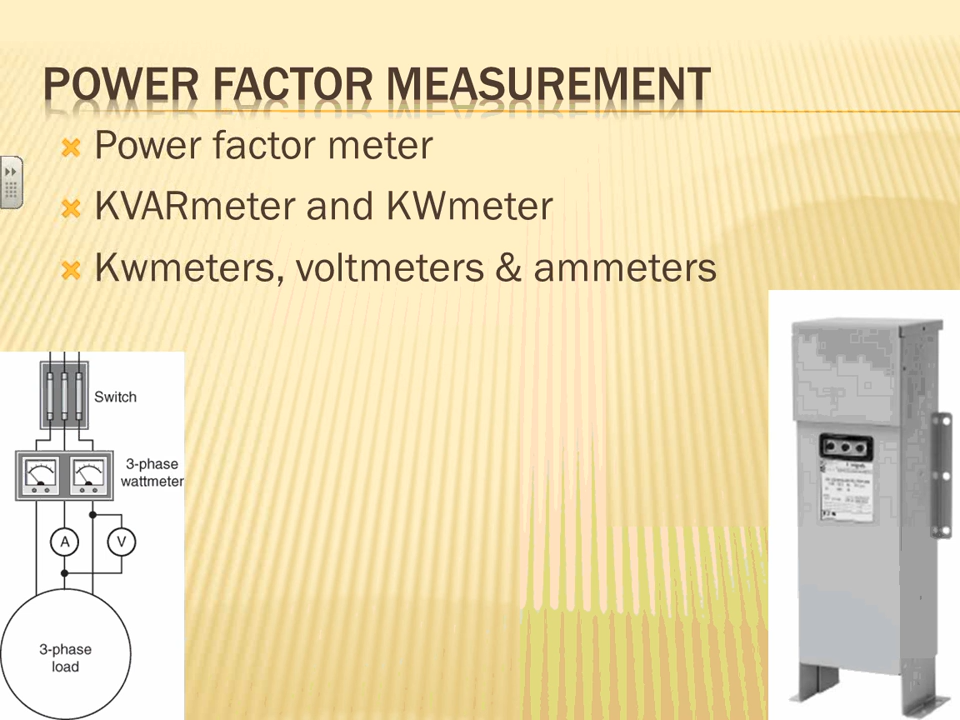 POWER FACTOR MEASUREMENT
Power factor meter
KVARmeter and KWmeter
Kwmeters, voltmeters & ammeters
Switch
3-phase
wattmeter
A
V
3-phase
load